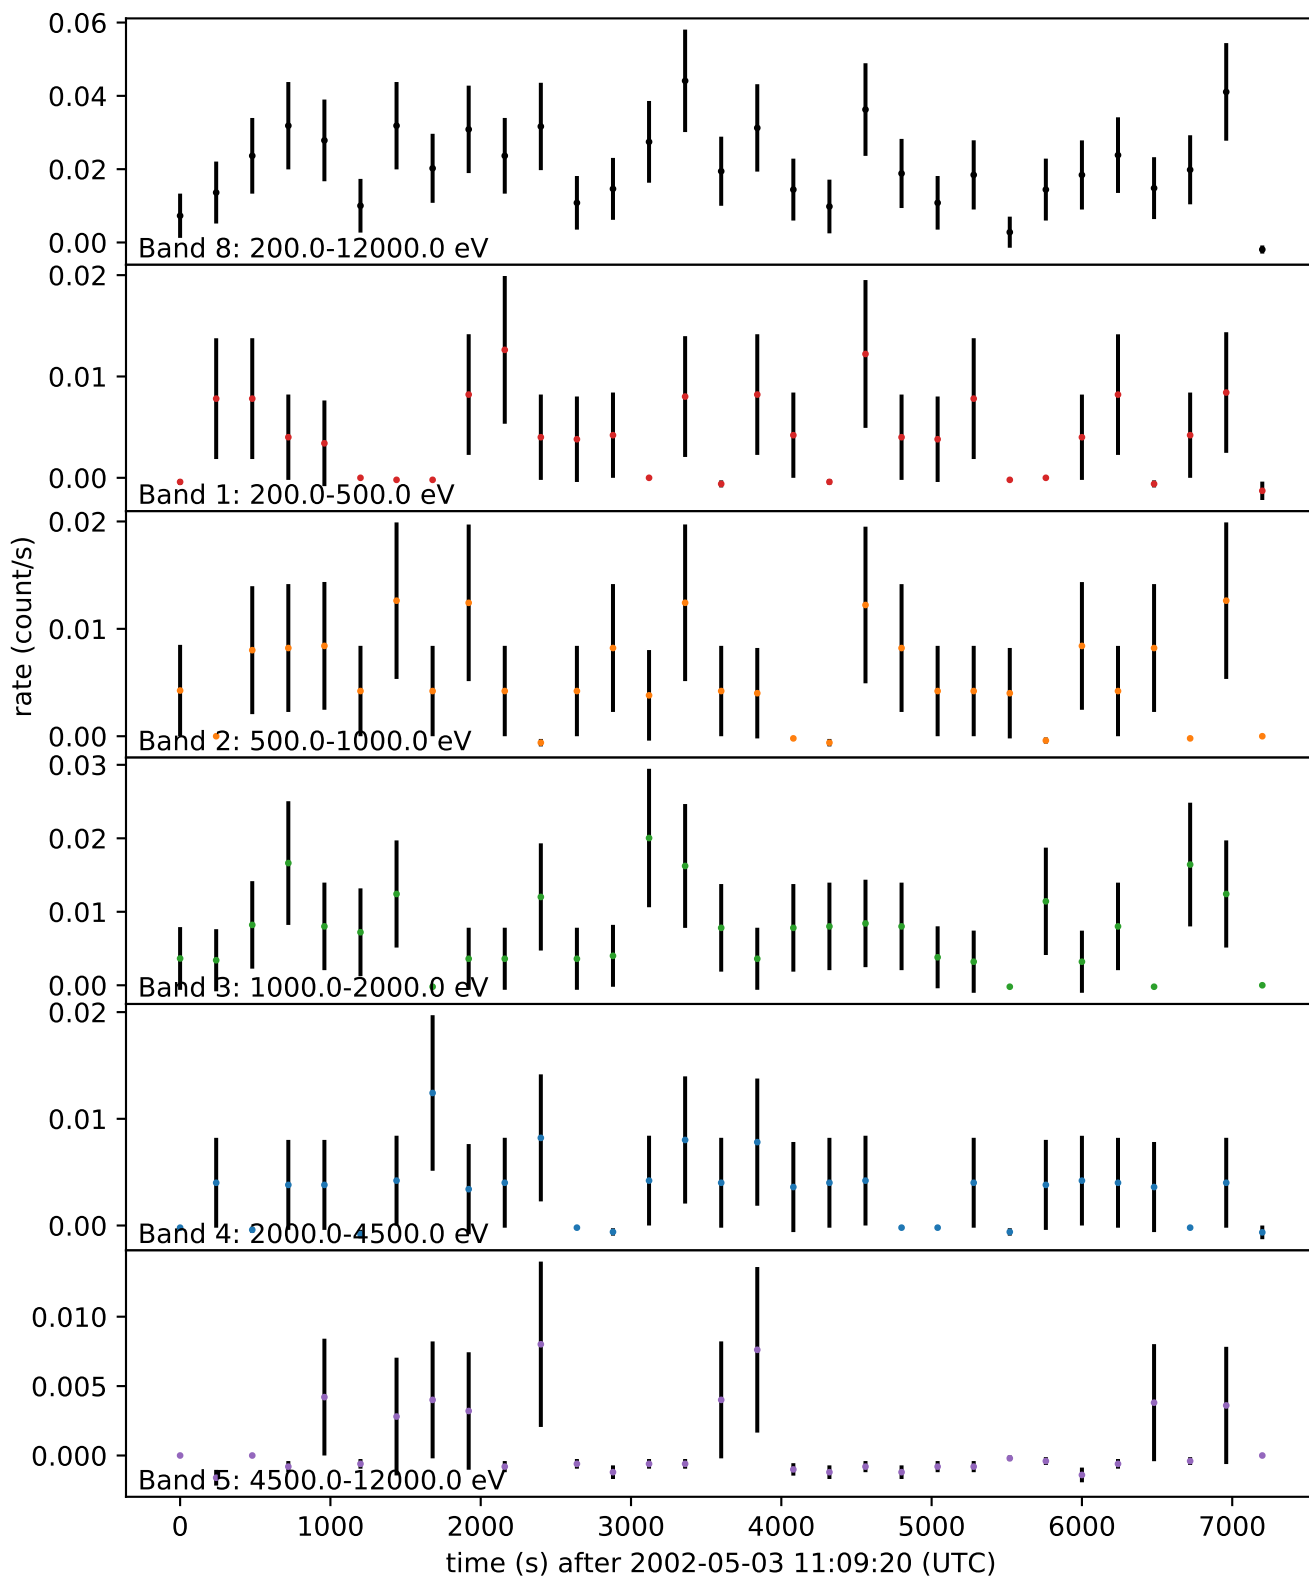 0.06
0.04
0.02
0.00
Band 8: 200.0-12000.0 eV
0.02
0.01
0.00
Band 1: 200.0-500.0 eV
0.02
0.01
0.00
Band 2: 500.0-1000.0 eV
rate (count/s)
0.03
0.02
0.01
0.00
Band 3: 1000.0-2000.0 eV
0.02
0.01
0.00
Band 4: 2000.0-4500.0 eV
0.010
0.005
0.000
Band 5: 4500.0-12000.0 eV
0 1000 2000 3000 4000 5000 6000 7000
time (s) after 2002-05-03 11:09:20 (UTC)